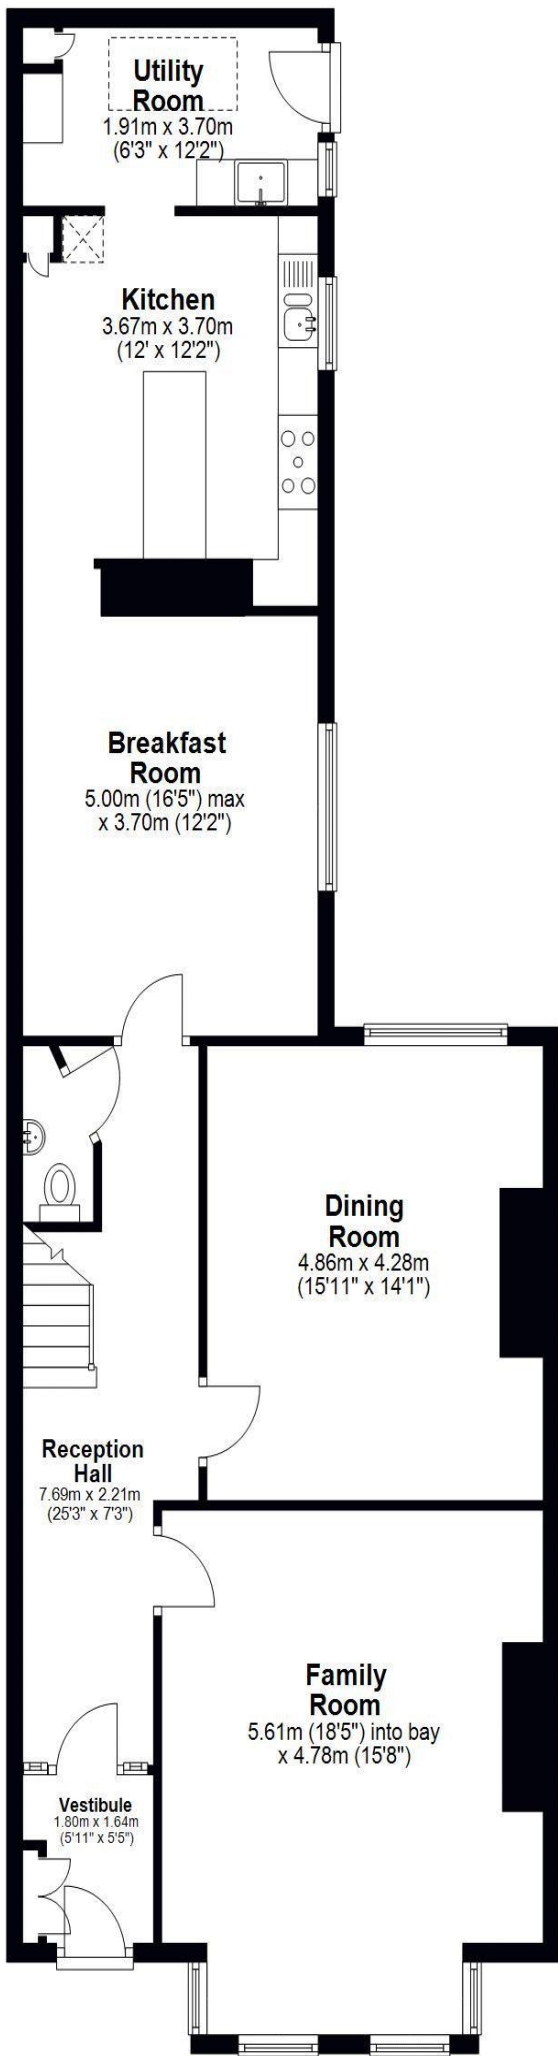 Utility
Room
1.91m x 3.70m
(6'3" x 12'2")
Kitchen
3.67m x 3.70m
(12' x 12'2")
Breakfast
Room
5.00m (16'5") max
x 3.70m (12'2")
Dining
Room
4.86m x 4.28m
(15'11" x 14'1")
Reception
Hall
7.69m x 2.21m
(25'3" x 7'3")
Family
Room
5.61m (18'5") into bay
x 4.78m (15'8")
Vestibule
1.80m x 1.64m
(5'11" x 5'5")